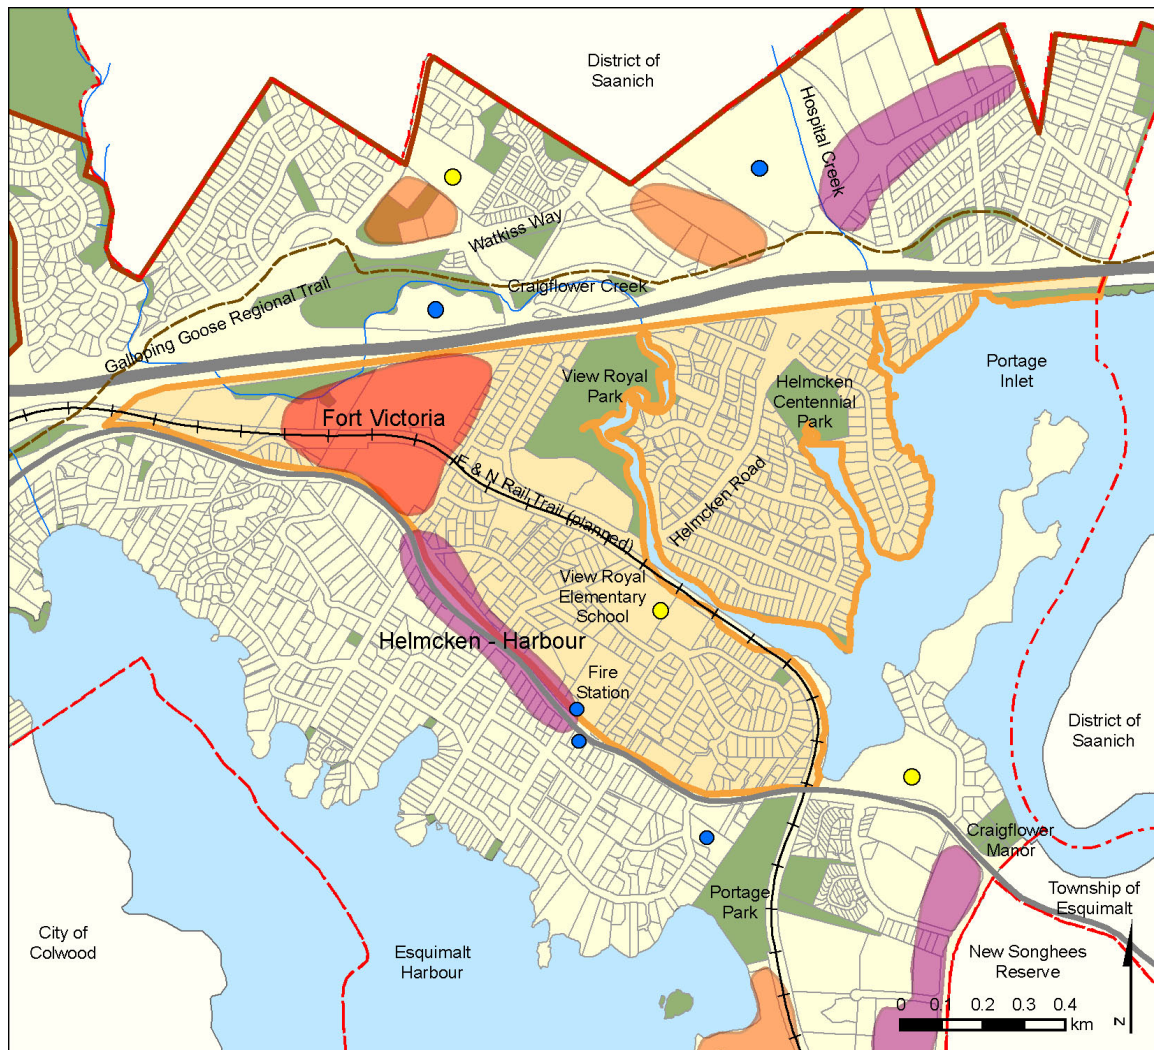 District of
Saanich
Hospital Creek
Watkiss Way
Craigflower Creek
Galloping Goose Regional Trail
Portage
Inlet
View Royal
Park
Helmcken
Centennial
Park
Fort Victoria
E & N Rail Trail (planned)
Helmcken Road
View Royal
Elementary
School
Helmcken - Harbour
Fire
Station
District of
Saanich
Craigflower
Manor
Portage
Park
Township of
Esquimalt
City of
Colwood
Esquimalt
Harbour
New Songhees
Reserve
0 0.1 0.2 0.3 0.4
km
N